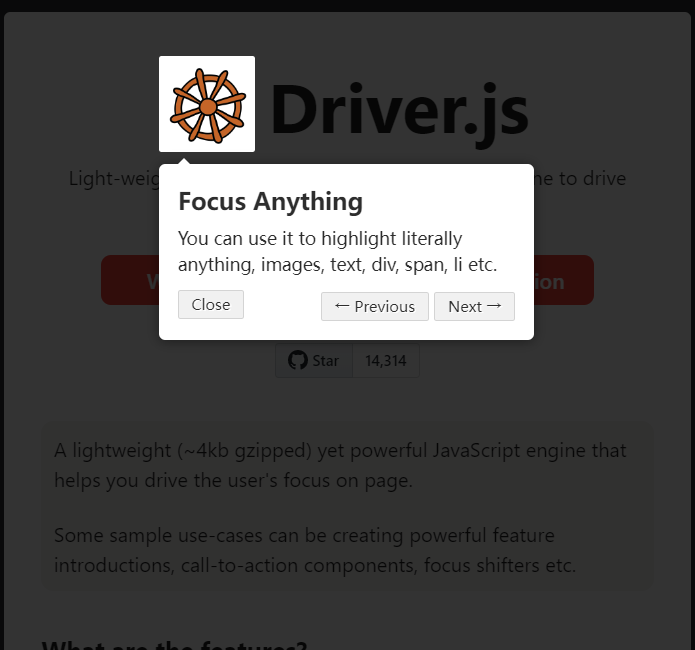 Driver.js
Light-weig
ne to drive
Focus Anything
You can use it to highlight literally
anything, images, text, div, span, li etc.
Close
← Previous
Next →
W
ion
Star
14,314
A lightweight (~4kb gzipped) yet powerful JavaScript engine that
helps you drive the user's focus on page.
Some sample use-cases can be creating powerful feature
introductions, call-to-action components, focus shifters etc.
What are the features?